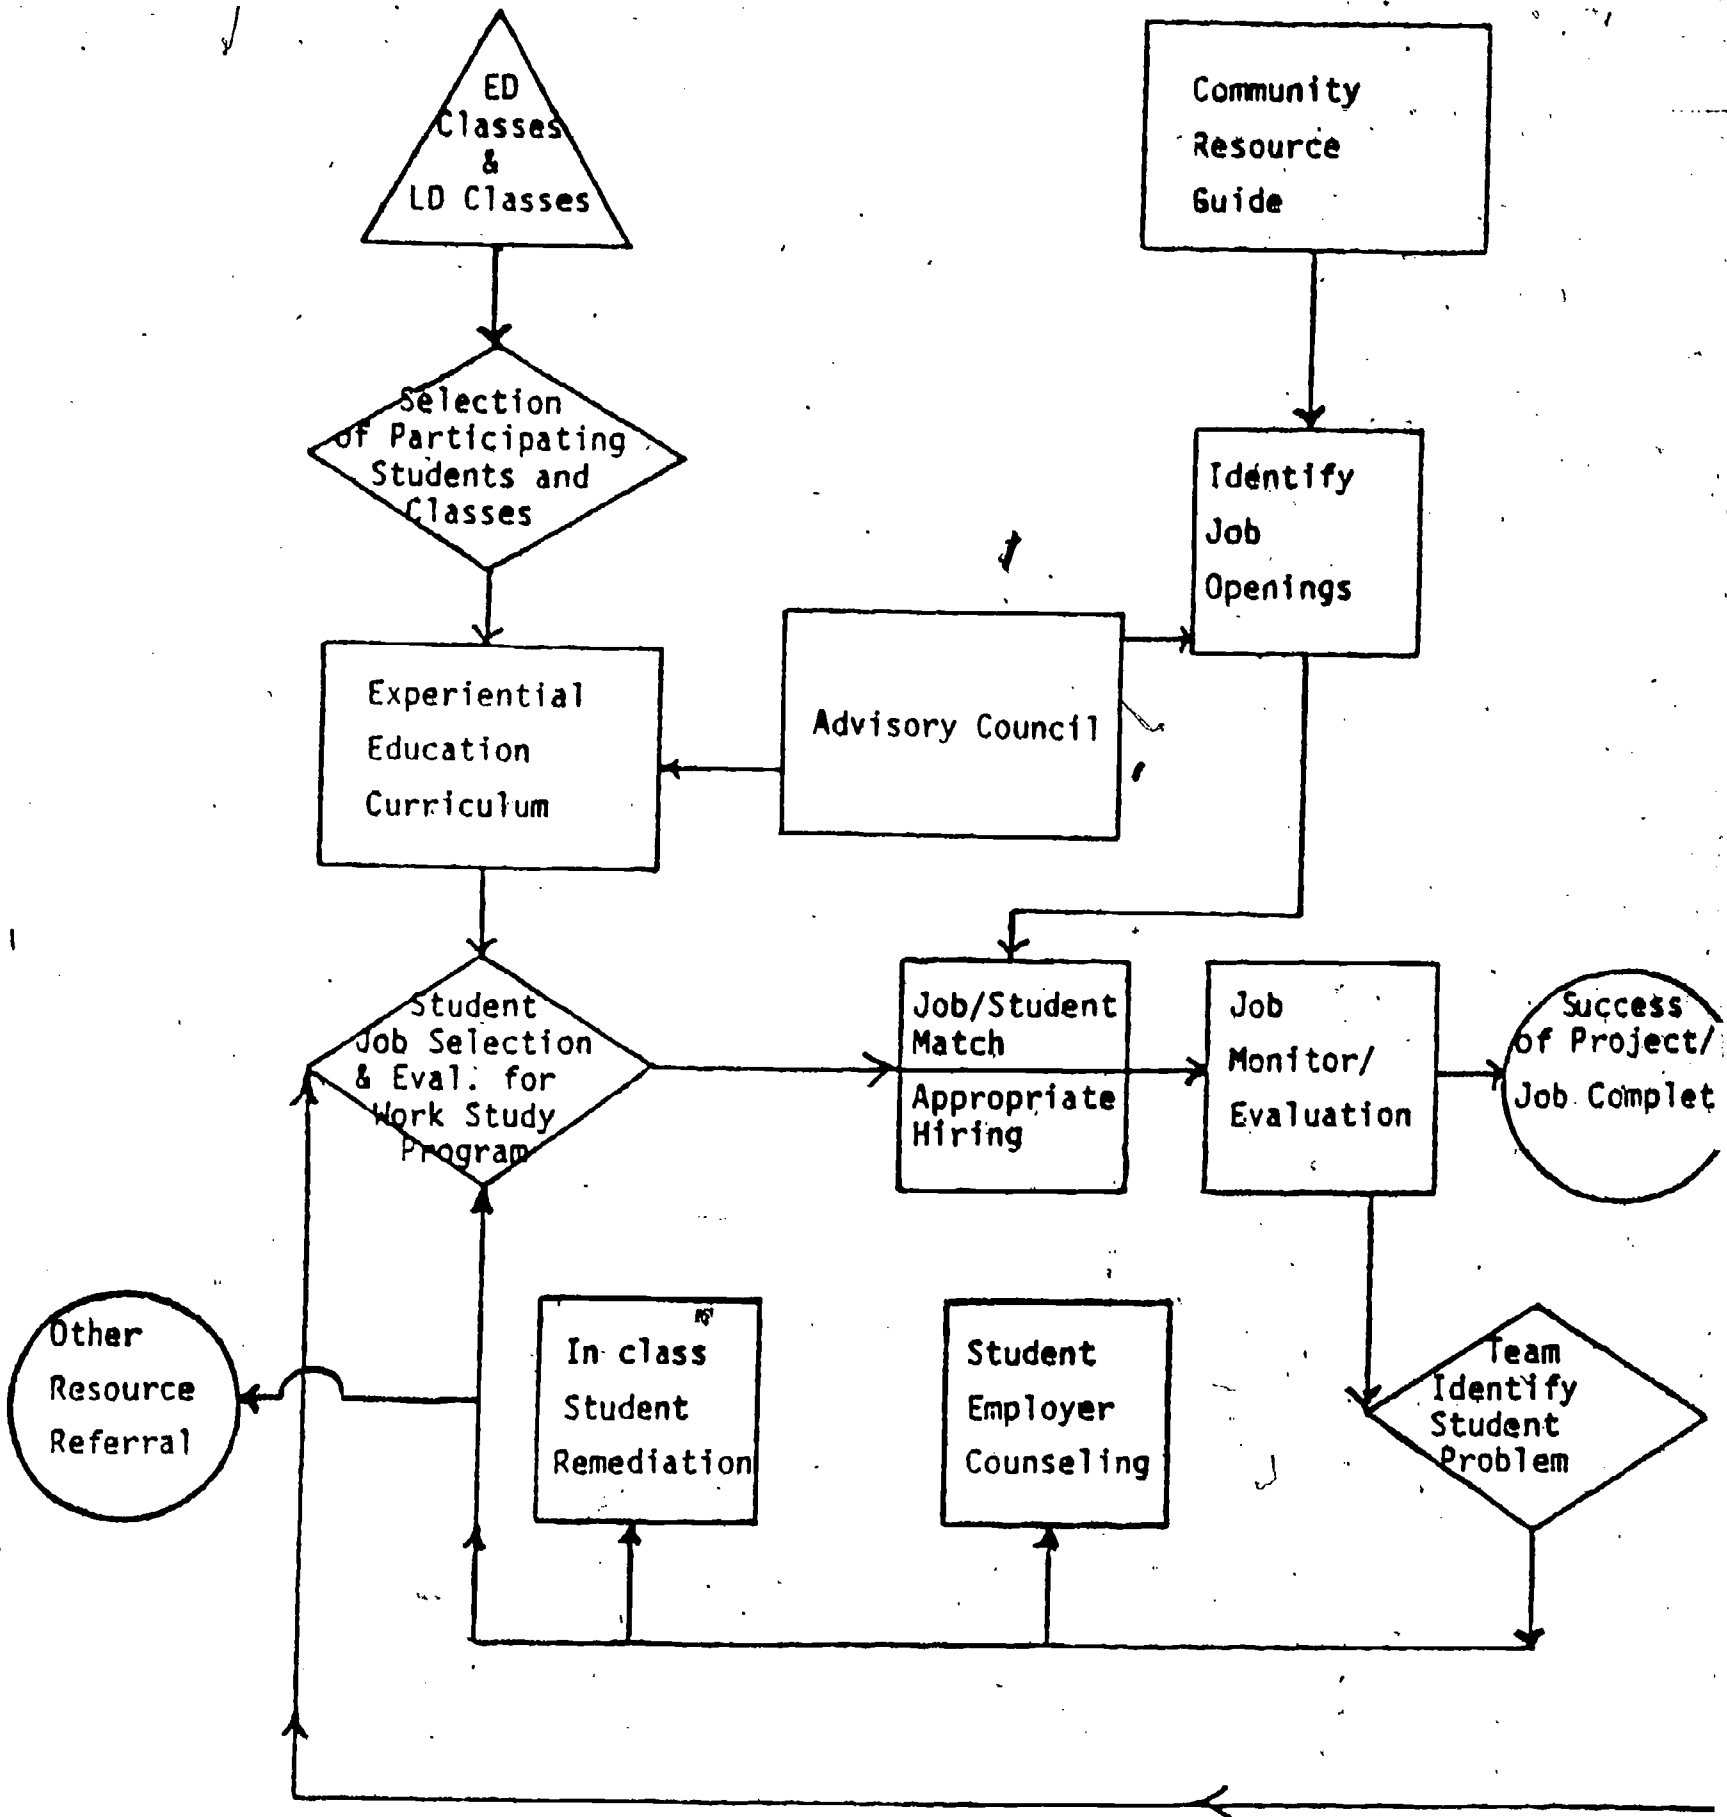 ED
Classes
&
LD Classes
Community
Resource
Guide
Selection
of Participating
Students and
Classes
Identify
Job
Openings
Experiential
Education
Curriculum
Advisory Council
Student
Job Selection
& Eval. for
Work Study
Program
Job/Student
Match
Appropriate
Hiring
Job
Monitor/
Evaluation
Success
of Project/
Job Complet
Other
Resource
Referral
In class
Student
Remediation
Student
Employer
Counseling
Team
Identify
Student
Problem